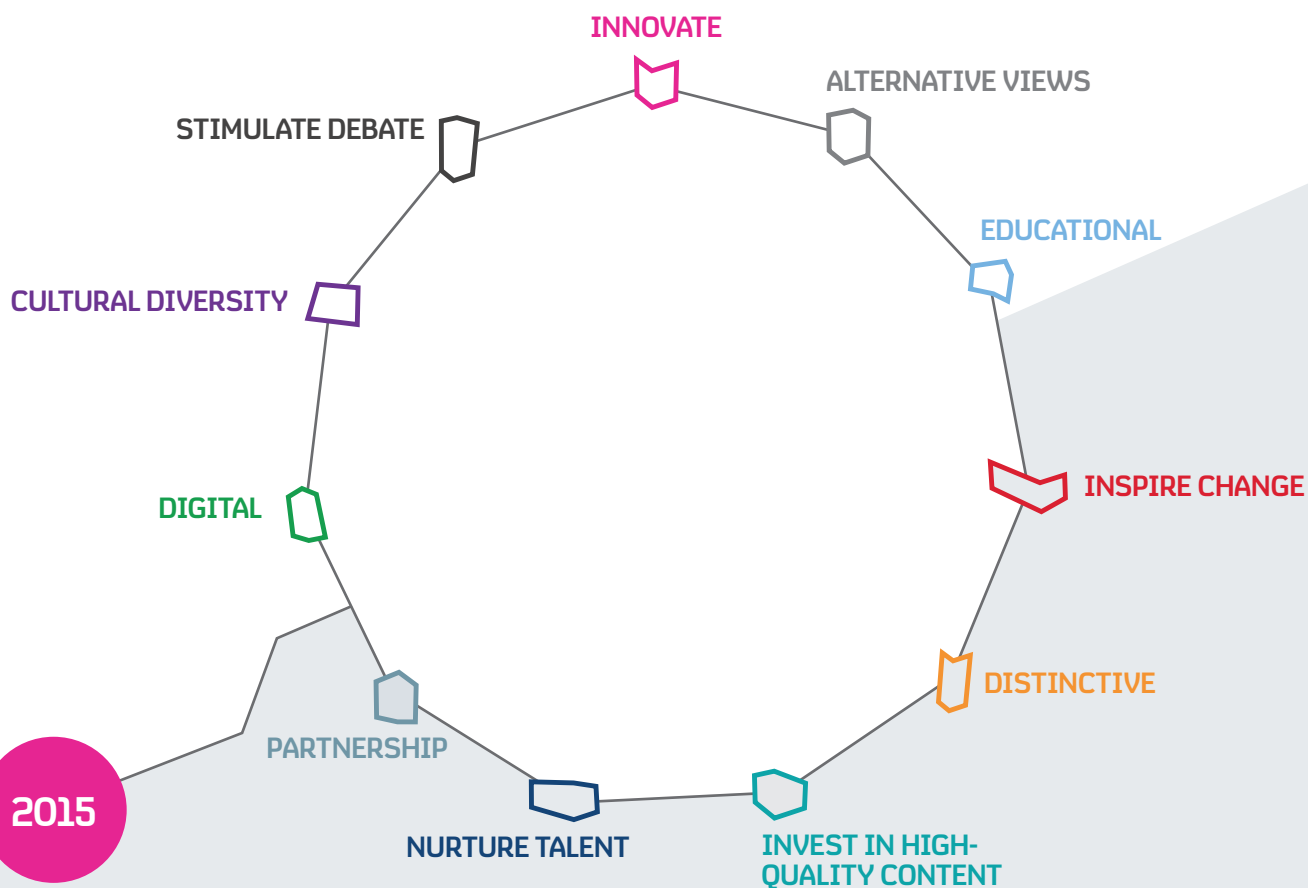 INNOVATE
ALTERNATIVE VIEWS
STIMULATE DEBATE
EDUCATIONAL
CULTURAL DIVERSITY
INSPIRE CHANGE
DIGITAL
DISTINCTIVE
PARTNERSHIP
2015
NURTURE TALENT
INVEST IN HIGH-
QUALITY CONTENT